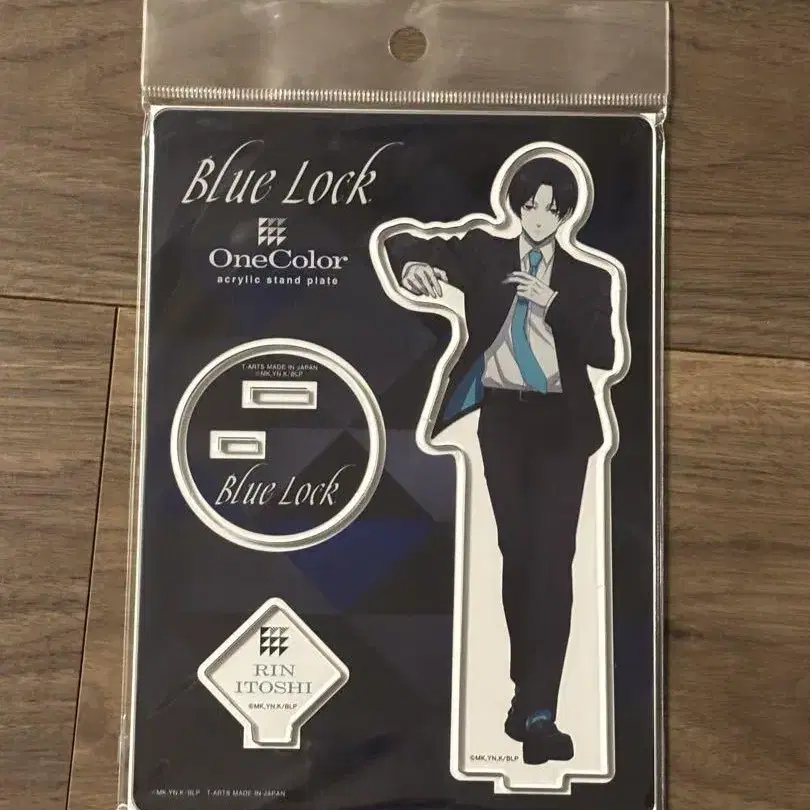 Blue Lock
OneColor
acrylic stand plate
T-ARTS MADE IN JAPAN
©MK,YN,K/BLP
Blue Lock
RIN
ITOSHI
©MK,YN,K/BLP
©MK,YN,K/BLP
©MK,YN,K/BLP T-ARTS MADE IN JAPAN